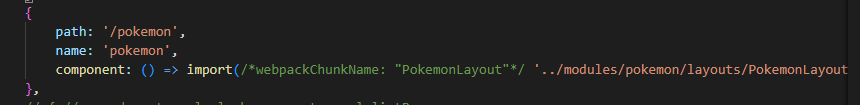 {
path: '/pokemon',
name: 'pokemon',
component: () => import(/*webpackChunkName: "PokemonLayout"*/ '../modules/pokemon/layouts/PokemonLayout
},